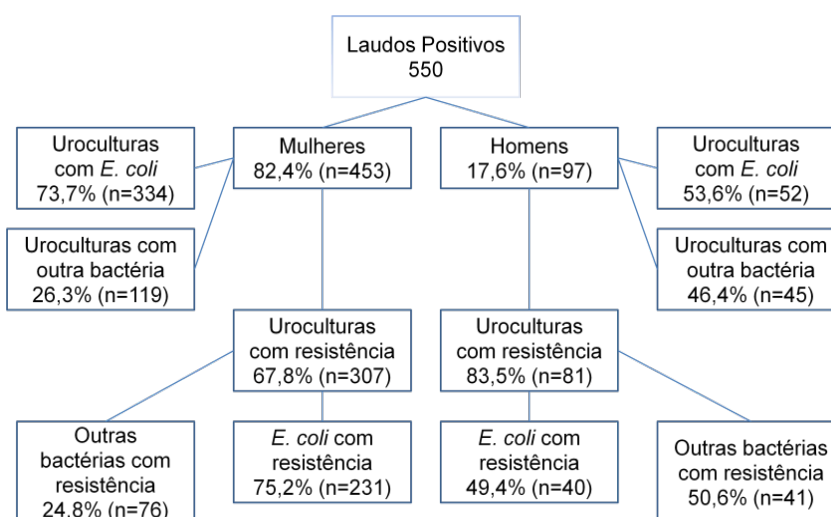 Laudos Positivos
550
Uroculturas
com E. coli
73,7% (n=334)
Mulheres
82,4% (n=453)
Homens
17,6% (n=97)
Uroculturas
com E. coli
53,6% (n=52)
Uroculturas com
outra bactéria
26,3% (n=119)
Uroculturas com
outra bactéria
46,4% (n=45)
Uroculturas
com resistência
67,8% (n=307)
Uroculturas
com resistência
83,5% (n=81)
Outras
bactérias com
resistência
24,8% (n=76)
E. coli com
resistência
75,2% (n=231)
E. coli com
resistência
49,4% (n=40)
Outras bactérias
com resistência
50,6% (n=41)